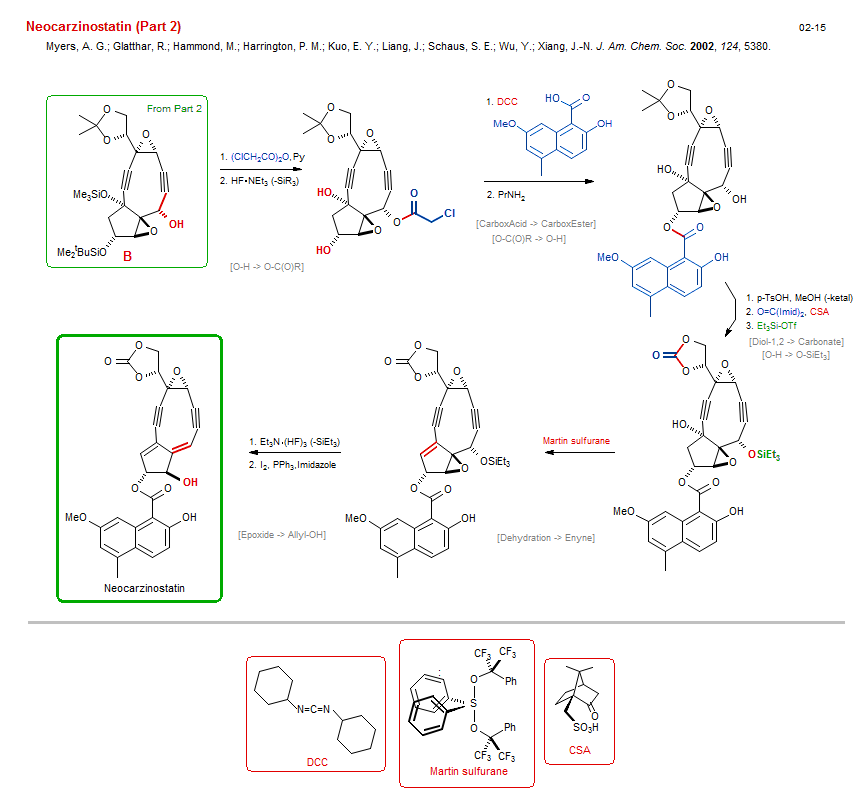 Neocarzinostatin (Part 2)
02-15
Myers, A. G.; Glatthar, R.; Hammond, M.; Harrington, P. M.; Kuo, E. Y.; Liang, J.; Schaus, S. E.; Wu, Y.; Xiang, J.-N. J. Am. Chem. Soc. 2002, 124, 5380.
From Part 2
O
O
O
Me3SiO
OH
O
Me2tBuSiO
B
1. (ClCH2CO)2O, Py
2. HF·NEt3 (-SiR3)
[O-H -> O-C(O)R]
O
O
O
HO
O
O
Cl
O
HO
1. DCC
HO
O
MeO
OH
2. PrNH2
[CarboxAcid -> CarboxEster]
[O-C(O)R -> O-H]
O
O
O
HO
OH
O
O
O
MeO
OH
1. p-TsOH, MeOH (-ketal)
2. O=C(Imid)2, CSA
3. Et3Si-OTf
[Diol-1,2 -> Carbonate]
[O-H -> O-SiEt3]
O
O
O
O
HO
OSiEt3
O
O
O
MeO
OH
Martin sulfurane
[Dehydration -> Enyne]
O
O
O
O
OSiEt3
O
O
O
MeO
OH
1. Et3N·(HF)3 (-SiEt3)
2. I2, PPh3, Imidazole
[Epoxide -> Allyl-OH]
O
O
O
O
OH
O
O
MeO
OH
Neocarzinostatin
N=C=N
DCC
CF3
CF3
O
Ph
S
O
Ph
CF3
CF3
Martin sulfurane
O
SO3H
CSA